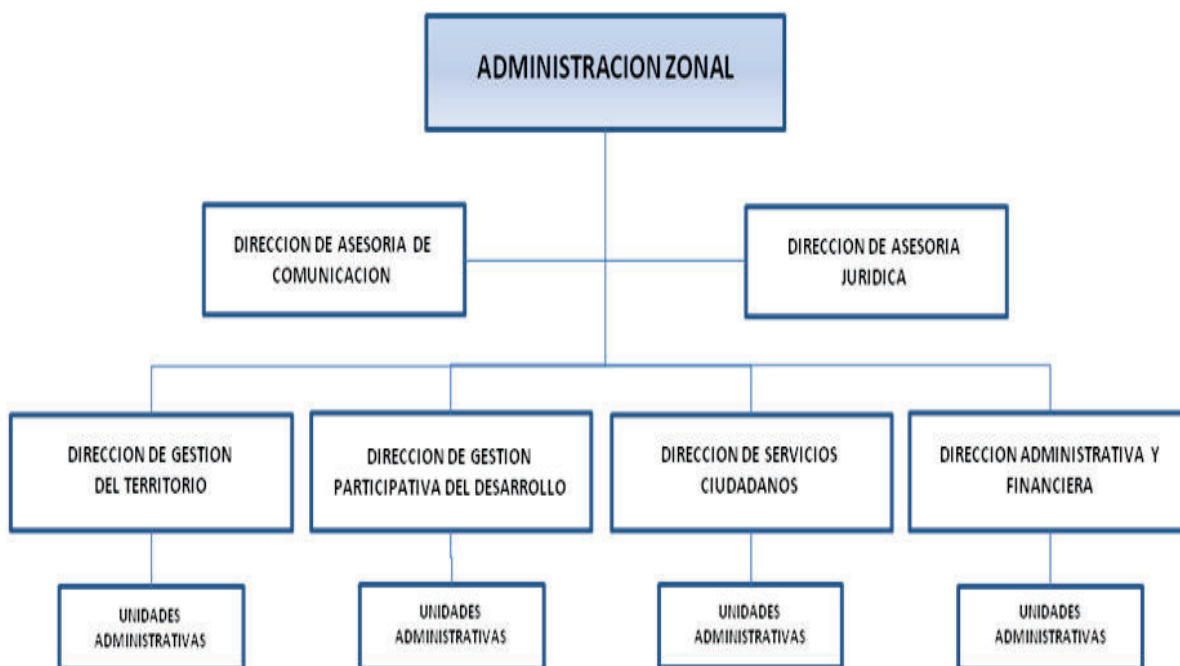 ADMINISTRACION ZONAL
DIRECCION DE ASESORIA DE
COMUNICACION
DIRECCION DE ASESORIA
JURIDICA
DIRECCION DE GESTION
DEL TERRITORIO
DIRECCION DE GESTION
PARTICIPATIVA DEL DESARROLLO
DIRECCION DE SERVICIOS
CIUDADANOS
DIRECCION ADMINISTRATIVA Y
FINANCIERA
UNIDADES
ADMINISTRATIVAS
UNIDADES
ADMINISTRATIVAS
UNIDADES
ADMINISTRATIVAS
UNIDADES
ADMINISTRATIVAS